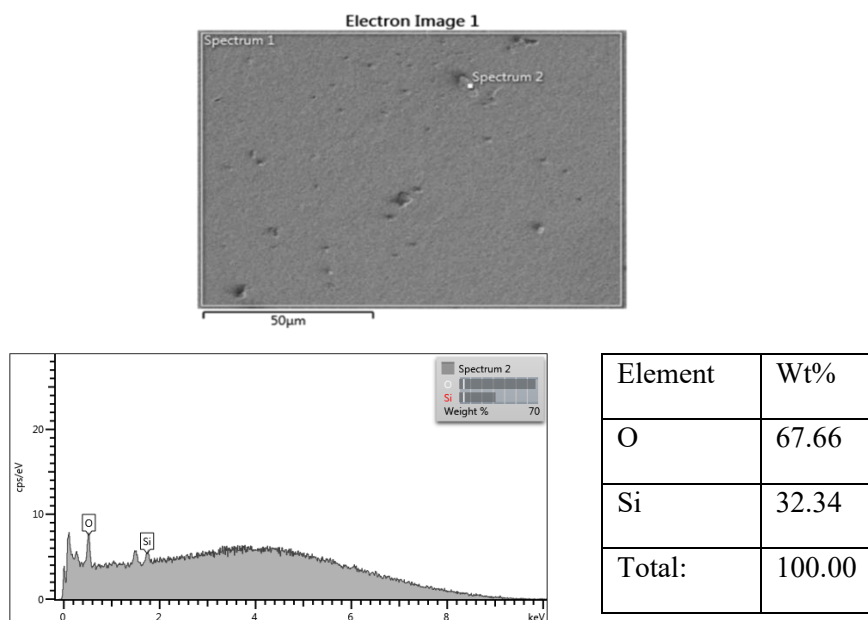 Electron Image 1
Spectrum 1
Spectrum 2
50µm
cps/eV
20
10
0
O
Si
Spectrum 2
O
Si
Weight % 70
0 2 4 6 8 keV
Element Wt%
O 67.66
Si 32.34
Total: 100.00